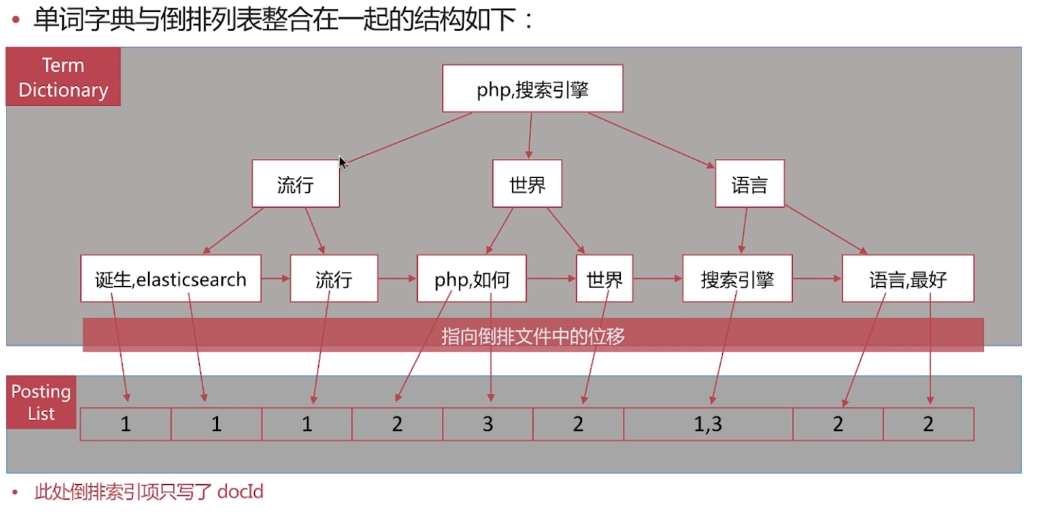 • 单词字典与倒排列表整合在一起的结构如下：
Term
Dictionary
php,搜索引擎
流行
世界
语言
诞生,elasticsearch
流行
php,如何
世界
搜索引擎
语言,最好
指向倒排文件中的位移
Posting
List
1
1
1
2
3
2
1,3
2
2
• 此处倒排索引项只写了 docId